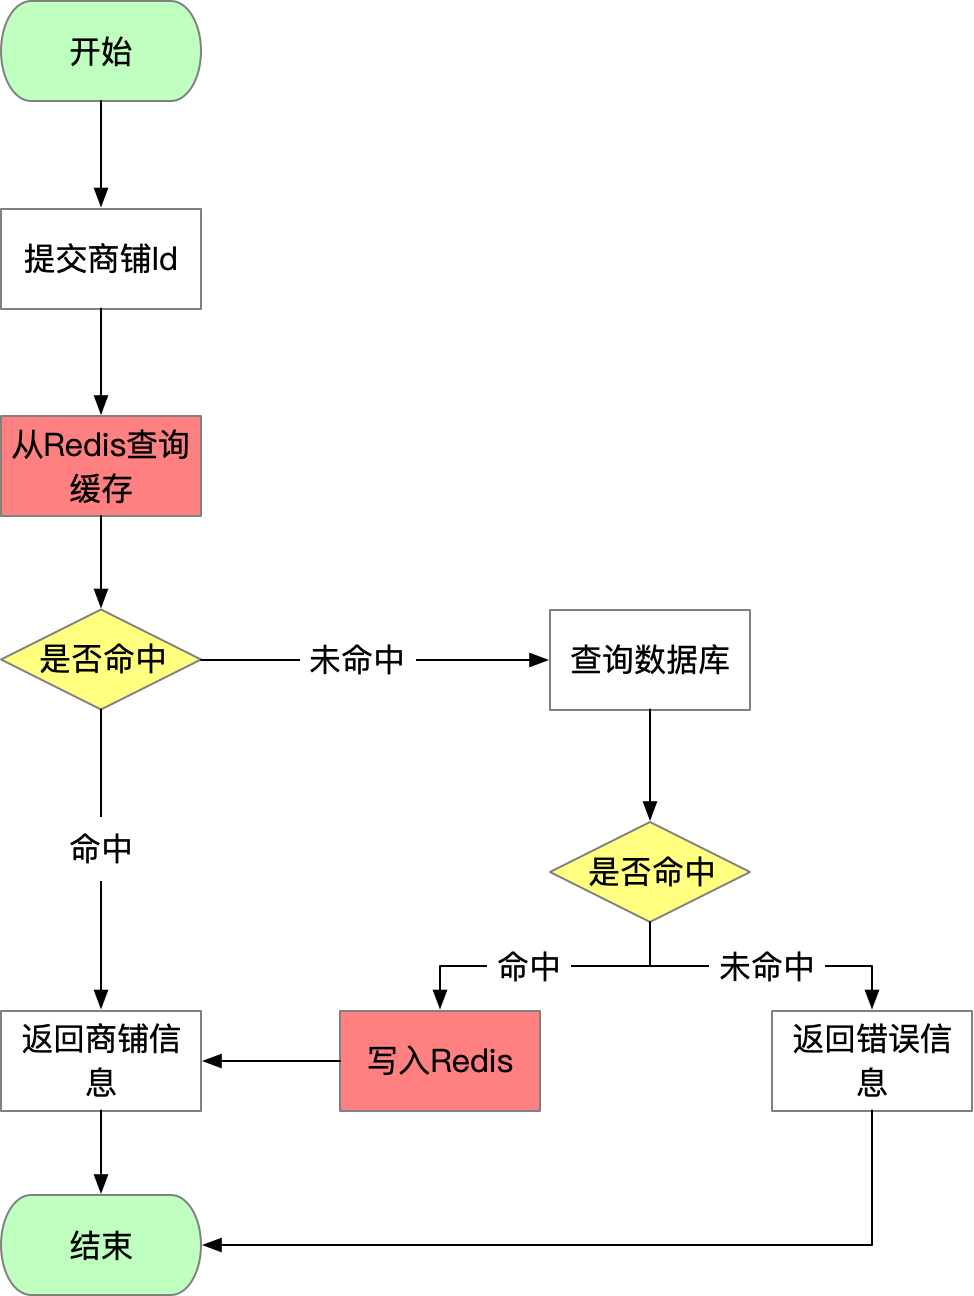 开始
提交商铺Id
从Redis查询
缓存
是否命中
未命中
查询数据库
命中
是否命中
命中
未命中
返回商铺信
息
写入Redis
返回错误信
息
结束